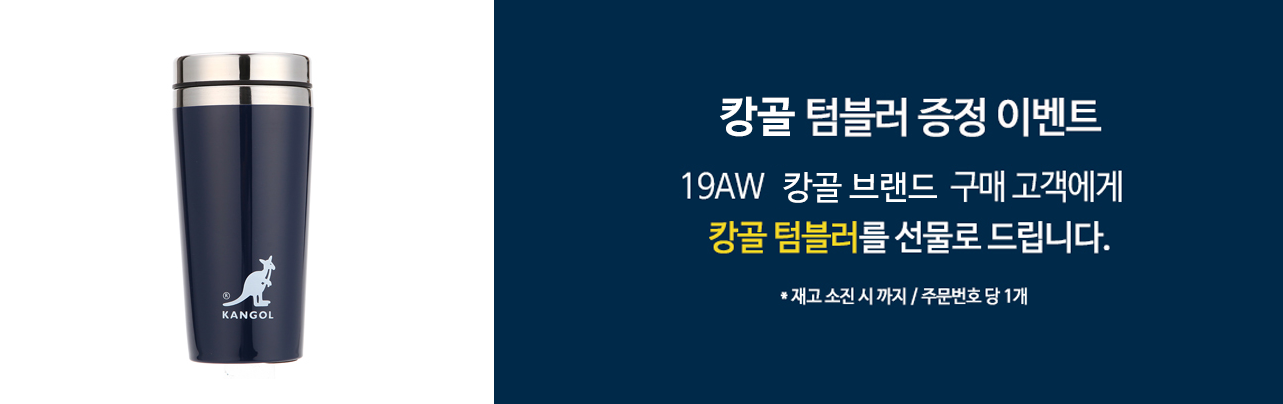 ®
KANGOL
캉골 텀블러 증정 이벤트
19AW 캉골 브랜드 구매 고객에게
캉골 텀블러를 선물로 드립니다.
* 재고 소진 시 까지 / 주문번호 당 1개